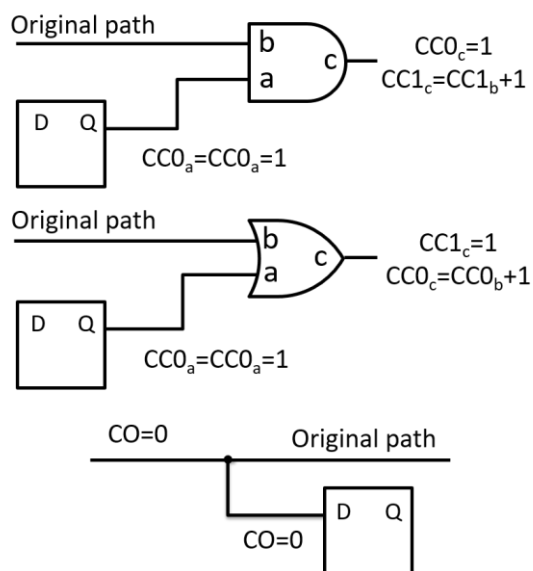 Original path
b
a
c
CC0c=1
CC1c=CC1b+1
D Q
CC0a=CC0a=1
Original path
b
a
c
CC1c=1
CC0c=CC0b+1
D Q
CC0a=CC0a=1
CO=0
Original path
D Q
CO=0